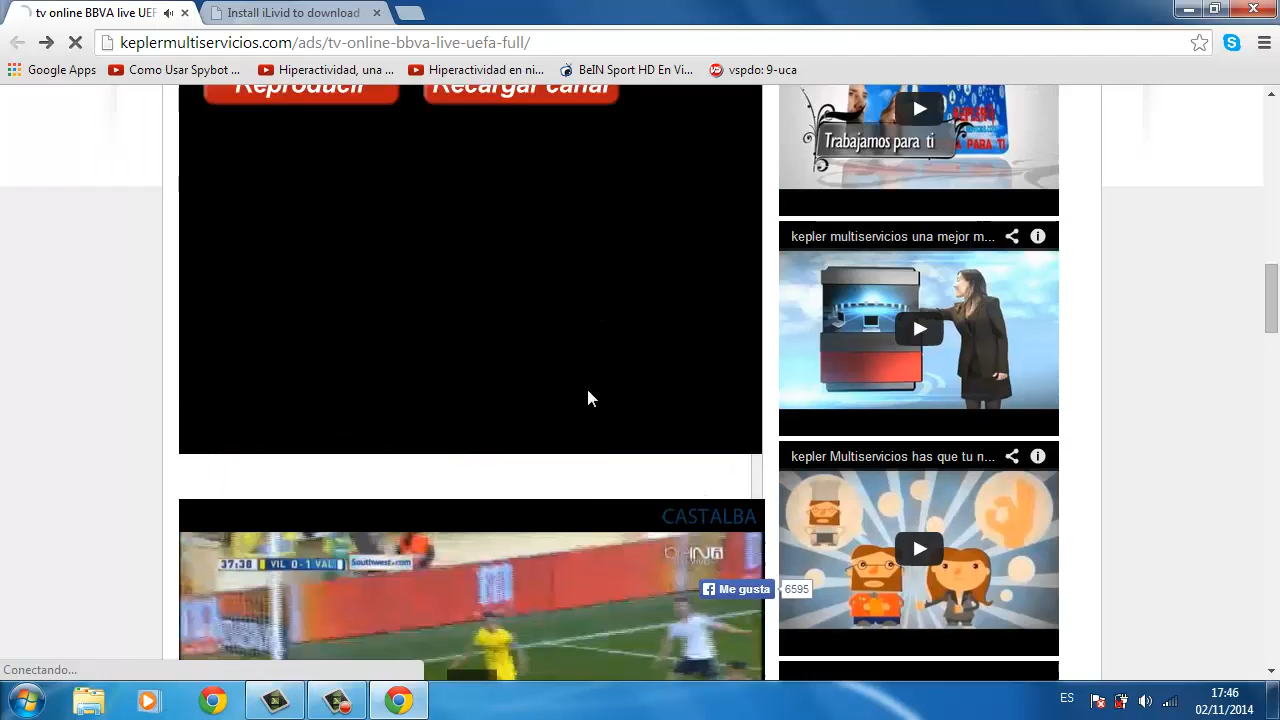 tv online BBVA live UEF
Install iLivid to download
keplermultiservicios.com/ads/tv-online-bbva-live-uefa-full/
Google Apps
Como Usar Spybot ...
Hiperactividad, una ...
Hiperactividad en ni...
BeIN Sport HD En Vi...
vspdo: 9-uca
Reproducir
Recargar canal
Trabajamos para ti
PARA TI
kepler multiservicios una mejor m...
kepler Multiservicios has que tu n...
CASTALBA
beIN
37:38 VIL 0-1 VAL Southwest.com
Me gusta
6595
Conectando...
ES
17:46
02/11/2014